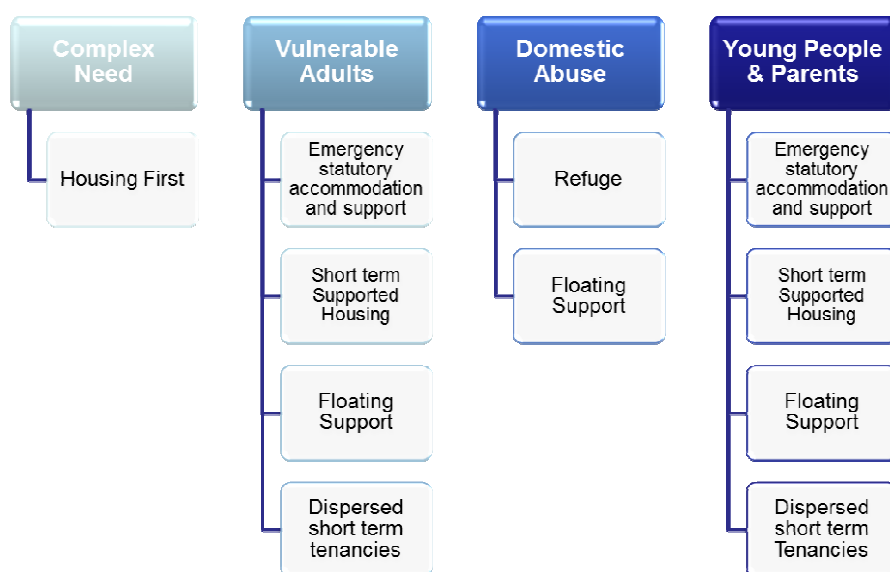 Complex
Need
Housing First
Vulnerable
Adults
Emergency
statutory
accommodation
and support
Short term
Supported
Housing
Floating
Support
Dispersed
short term
tenancies
Domestic
Abuse
Refuge
Floating
Support
Young People
& Parents
Emergency
statutory
accommodation
and support
Short term
Supported
Housing
Floating
Support
Dispersed
short term
Tenancies